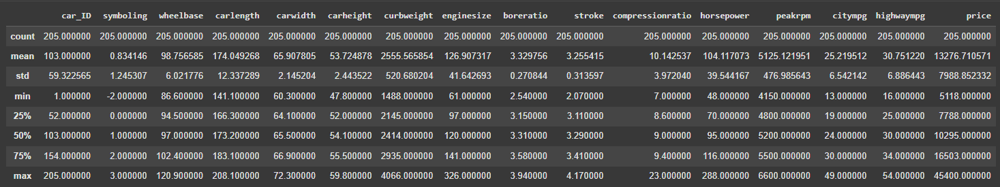 car_ID symboling wheelbase carlength carwidth carheight curbweight enginesize boreratio stroke compressionratio horsepower peakrpm citympg highwaympg price
count 205.000000 205.000000 205.000000 205.000000 205.000000 205.000000 205.000000 205.000000 205.000000 205.000000 205.000000 205.000000 205.000000 205.000000 205.000000 205.000000
mean 103.000000 0.834146 98.756585 174.049268 65.907805 53.724878 2555.565854 126.907317 3.329756 3.255415 10.142537 104.117073 5125.121951 25.219512 30.751220 13276.710571
std 59.322565 1.245307 6.021776 12.337289 2.145204 2.443522 520.680204 41.642693 0.270844 0.313597 3.972040 39.544167 476.985643 6.542142 6.886443 7988.852332
min 1.000000 -2.000000 86.600000 141.100000 60.300000 47.800000 1488.000000 61.000000 2.540000 2.070000 7.000000 48.000000 4150.000000 13.000000 16.000000 5118.000000
25% 52.000000 0.000000 94.500000 166.300000 64.100000 52.000000 2145.000000 97.000000 3.150000 3.110000 8.600000 70.000000 4800.000000 19.000000 25.000000 7788.000000
50% 103.000000 1.000000 97.000000 173.200000 65.500000 54.100000 2414.000000 120.000000 3.310000 3.290000 9.000000 95.000000 5200.000000 24.000000 30.000000 10295.000000
75% 154.000000 2.000000 102.400000 183.100000 66.900000 55.500000 2935.000000 141.000000 3.580000 3.410000 9.400000 116.000000 5500.000000 30.000000 34.000000 16503.000000
max 205.000000 3.000000 120.900000 208.100000 72.300000 59.800000 4066.000000 326.000000 3.940000 4.170000 23.000000 288.000000 6600.000000 49.000000 54.000000 45400.000000